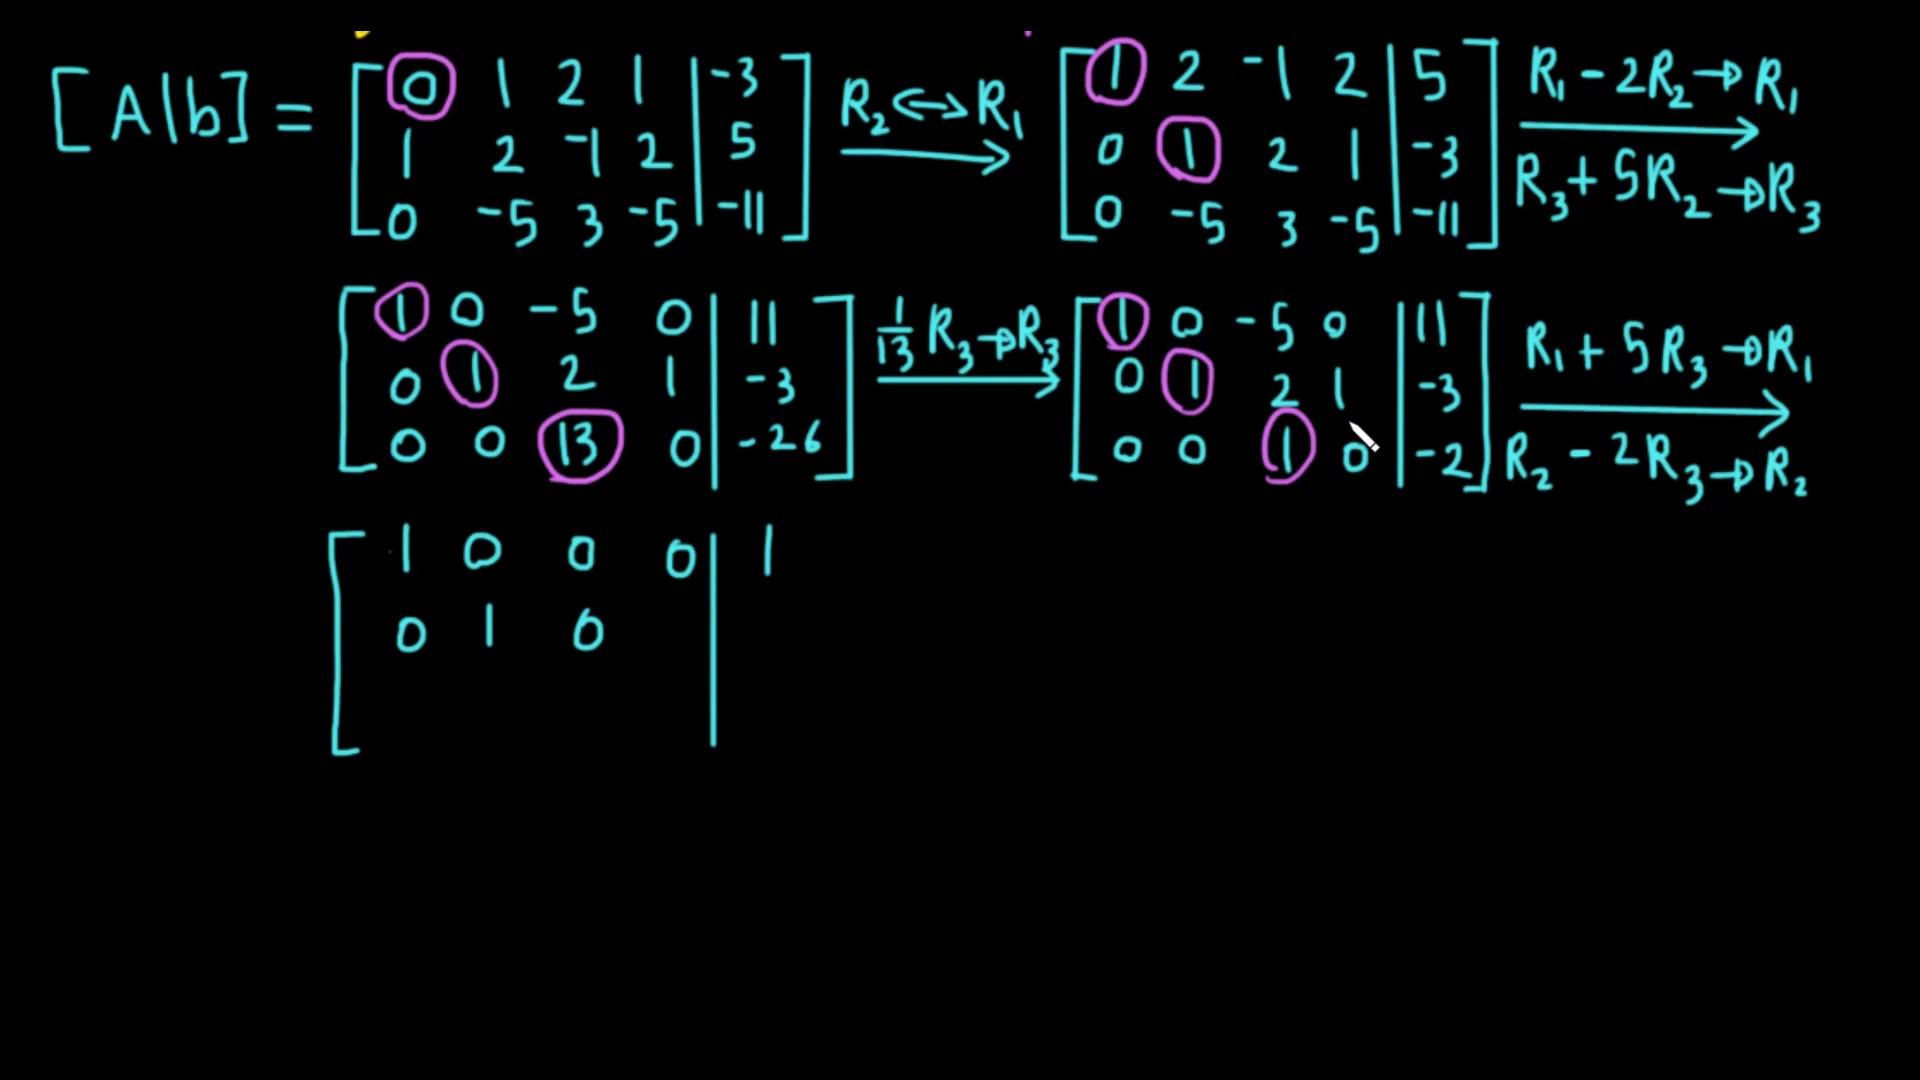 [A|b] = [0 1 2 1 | -3] R₂ ↔ R₁ [1 2 -1 2 | 5] R₁ - 2R₂ → R₁
[1 2 -1 2 | 5] [0 1 2 1 | -3]
[0 -5 3 -5 | -11] [0 -5 3 -5 | -11] R₃ + 5R₂ → R₃
[1 0 -5 0 | 11] 1/13 R₃ → R₃ [1 0 -5 0 | 11] R₁ + 5R₃ → R₁
[0 1 2 1 | -3] [0 1 2 1 | -3]
[0 0 13 0 | -26] [0 0 1 0 | -2] R₂ - 2R₃ → R₂
[1 0 0 0 | 1
0 1 0 |